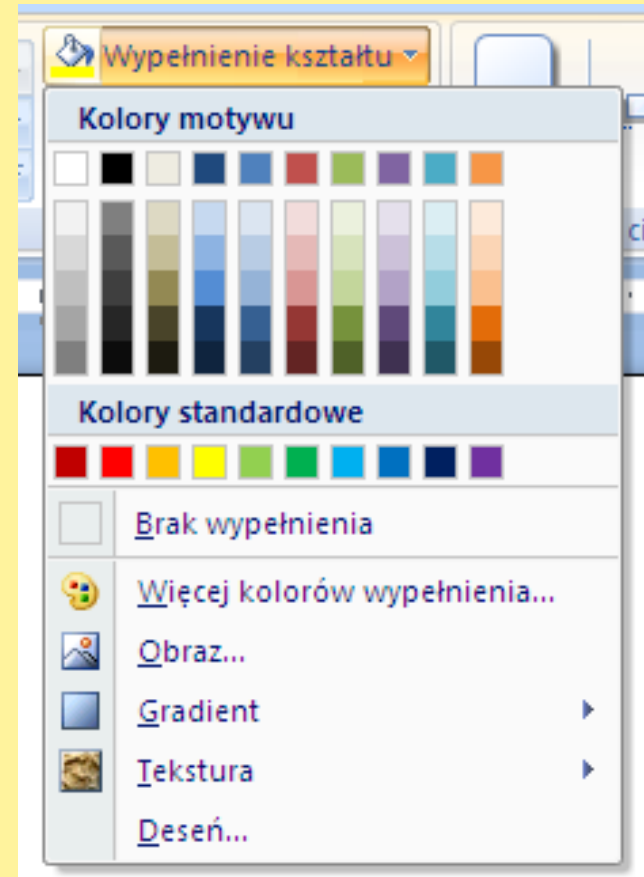 Wypełnienie kształtu
Kolory motywu
Kolory standardowe
Brak wypełnienia
Więcej kolorów wypełnienia...
Obraz...
Gradient
Tekstura
Deseń...